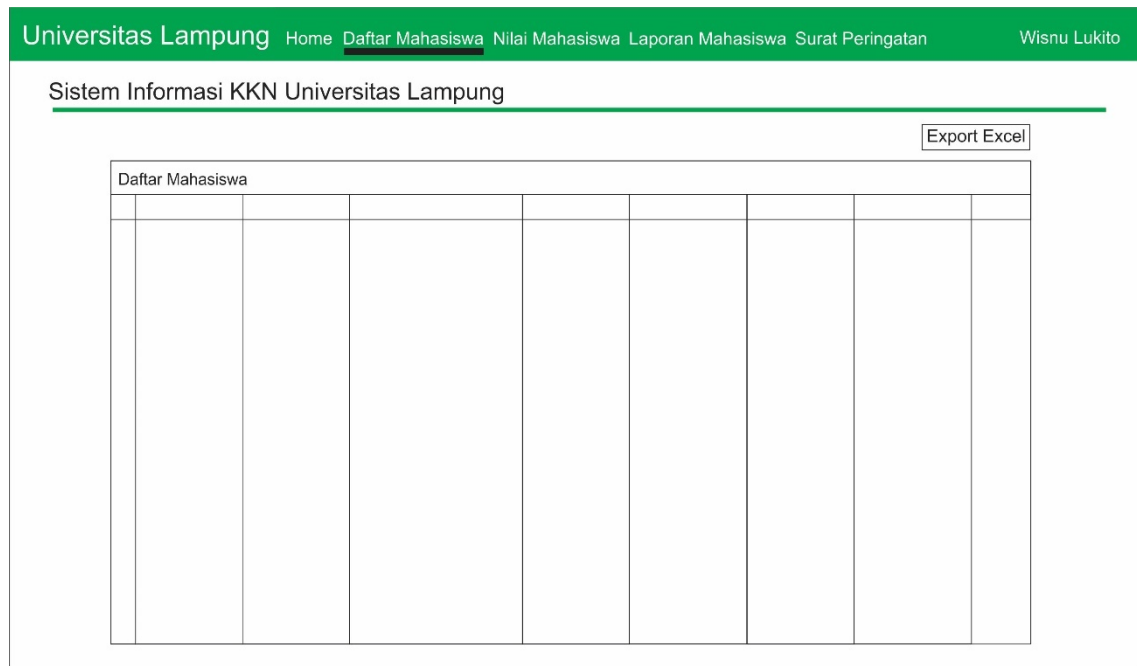 Universitas Lampung Home Daftar Mahasiswa Nilai Mahasiswa Laporan Mahasiswa Surat Peringatan Wisnu Lukito
Sistem Informasi KKN Universitas Lampung
Export Excel
Daftar Mahasiswa